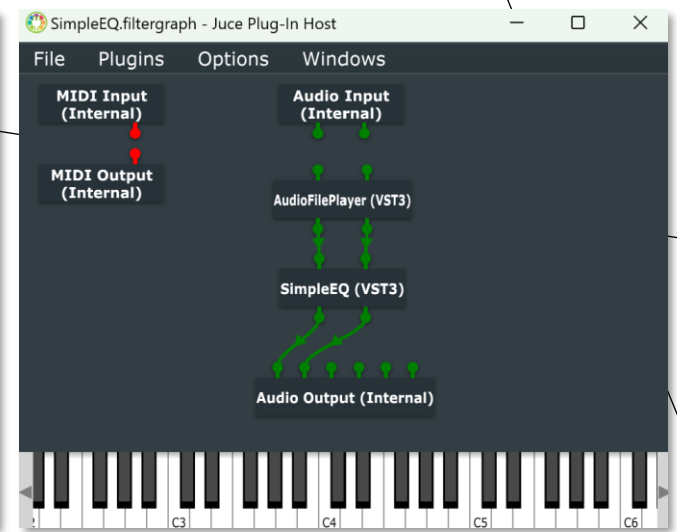 SimpleEQ.filtergraph - Juce Plug-In Host
File Plugins Options Windows
MIDI Input
(Internal)
Audio Input
(Internal)
MIDI Output
(Internal)
AudioFilePlayer (VST3)
SimpleEQ (VST3)
Audio Output (Internal)
C3 C4 C5 C6